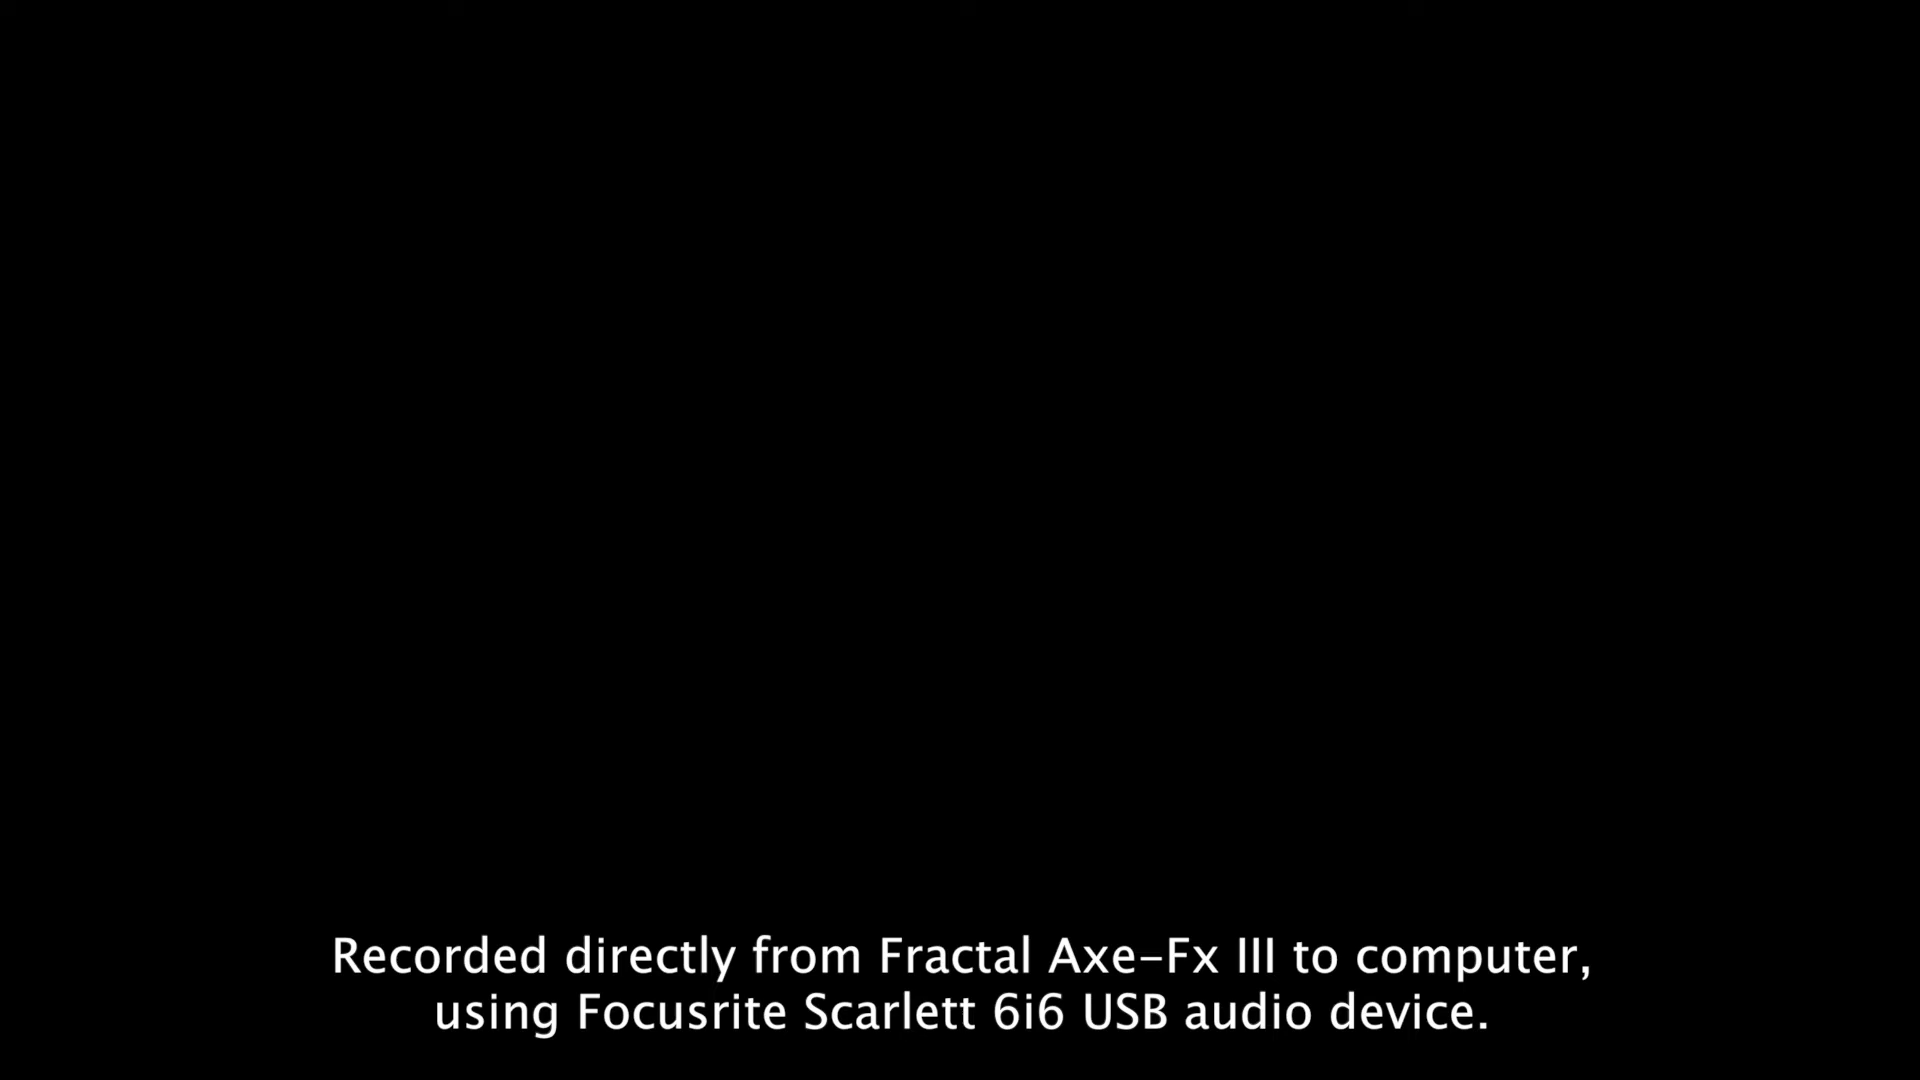 Recorded directly from Fractal Axe-Fx III to computer,
using Focusrite Scarlett 6i6 USB audio device.